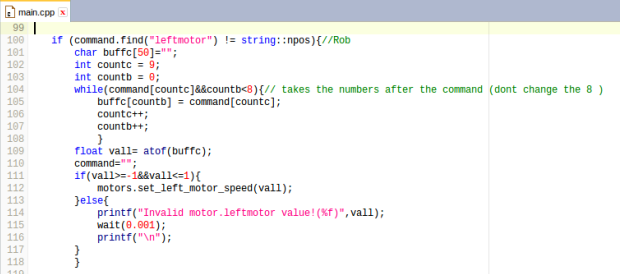 main.cpp x
99
100 if (command.find("leftmotor") != string::npos){//Rob
101 char buffc[50]="";
102 int countc = 9;
103 int countb = 0;
104 while(command[countc]&&countb<8){// takes the numbers after the command (dont change the 8 )
105 buffc[countb] = command[countc];
106 countc++;
107 countb++;
108 }
109 float vall= atof(buffc);
110 command="";
111 if(vall>=-1&&vall<=1){
112 motors.set_left_motor_speed(vall);
113 }else{
114 printf("Invalid motor.leftmotor value!(%f)",vall);
115 wait(0.001);
116 printf("\n");
117 }
118 }